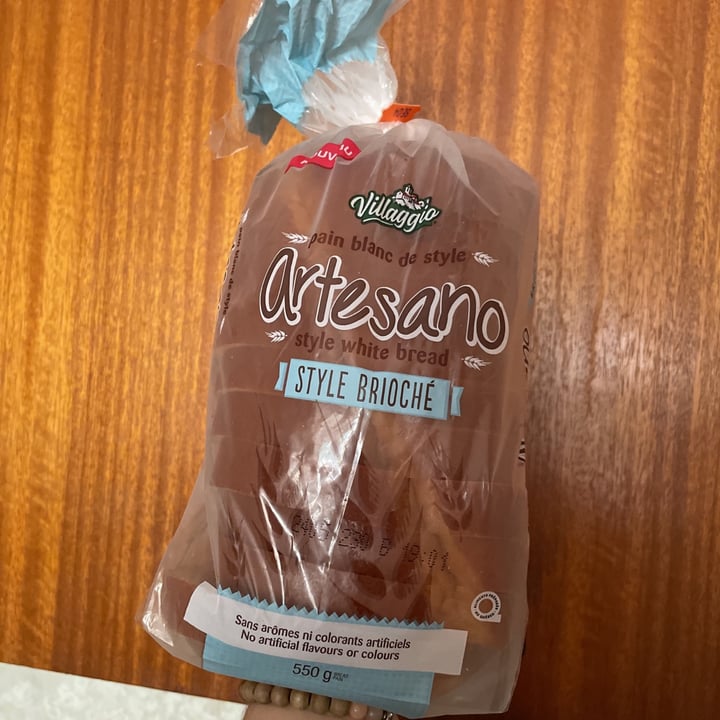 Villaggio
pain blanc de style
Artesano
style white bread
STYLE BRIOCHÉ
Sans arômes ni colorants artificiels
No artificial flavours or colours
550 g